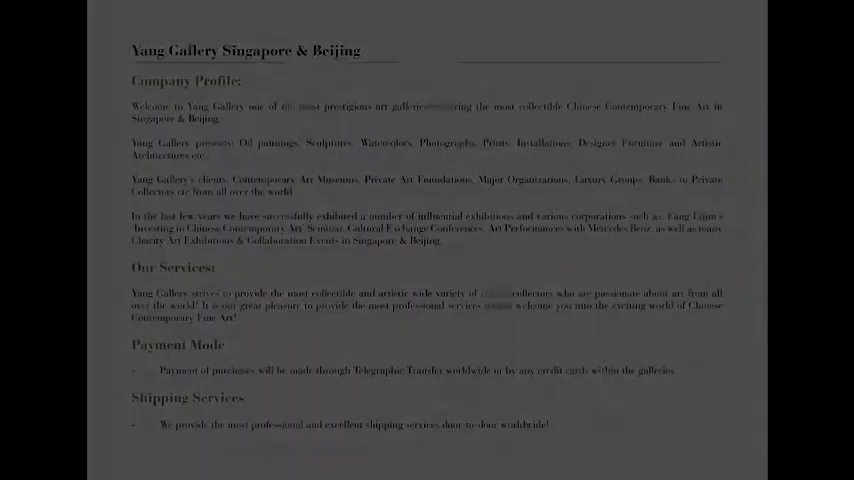 Yang Gallery Singapore & Beijing
Company Profile:
Welcome to Yang Gallery one of the most prestigious art galleries the most collectible Chinese Contemporary Fine Art in
Singapore & Beijing.
Yang Gallery presents: Oil paintings, Sculptures, Watercolors, Photographs, Prints, Installations, Designer Furniture and Artistic
Architectures etc..
Yang Gallery's clients: Contemporary Art Museums, Private Art Foundations, Major Organizations, Luxury Groups, Banks to Private
Collectors etc from all over the world.
In the last few years we have successfully exhibited a number of influential exhibitions and various corporations such as: Fang Lijun's
'Investing in Chinese Contemporary Art' Seminar, Cultural Exchange Conferences, Art Performances with Mercedes Benz, as well as many
Charity Art Exhibitions & Collaboration Events in Singapore & Beijing.
Our Services:
Yang Gallery strives to provide the most collectible and artistic wide variety of collectors who are passionate about art from all
over the world! It is our great pleasure to provide the most professional services welcome you into the exciting world of Chinese
Contemporary Fine Art!
Payment Mode
- Payment of purchases will be made through Telegraphic Transfer worldwide or by any credit cards within the galleries.
Shipping Services
- We provide the most professional and excellent shipping services door-to-door worldwide!